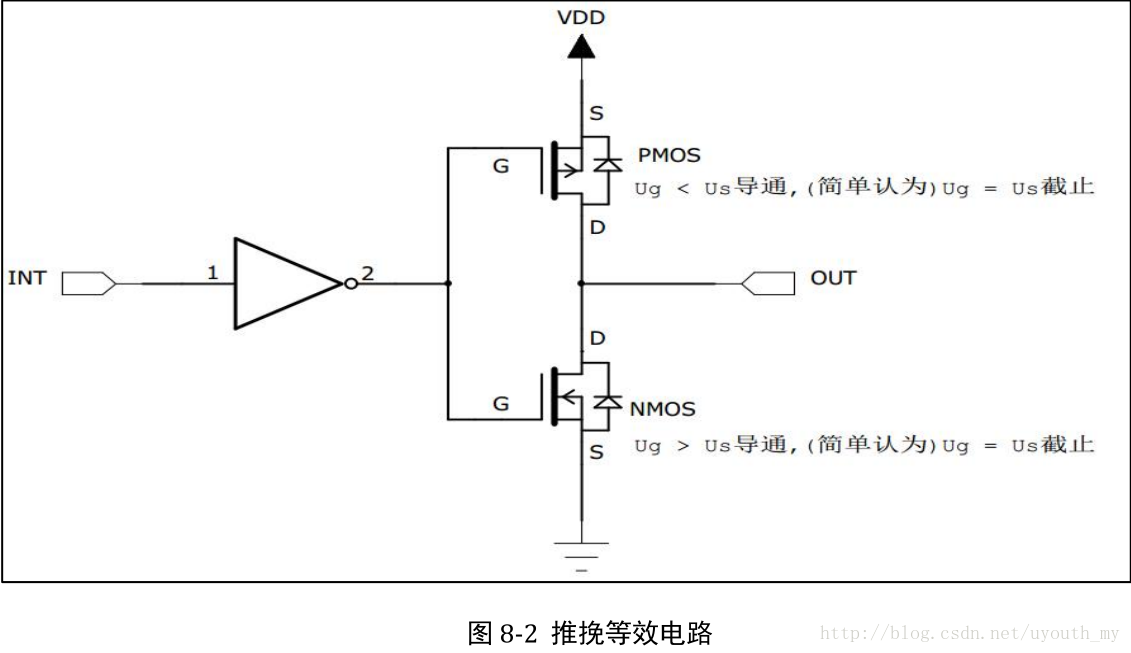 VDD
S
G
PMOS
Ug < Us导通,(简单认为)Ug = Us截止
D
INT
1
2
OUT
D
G
NMOS
Ug > Us导通,(简单认为)Ug = Us截止
S
图 8-2 推挽等效电路
http://blog.csdn.net/uyouth_my